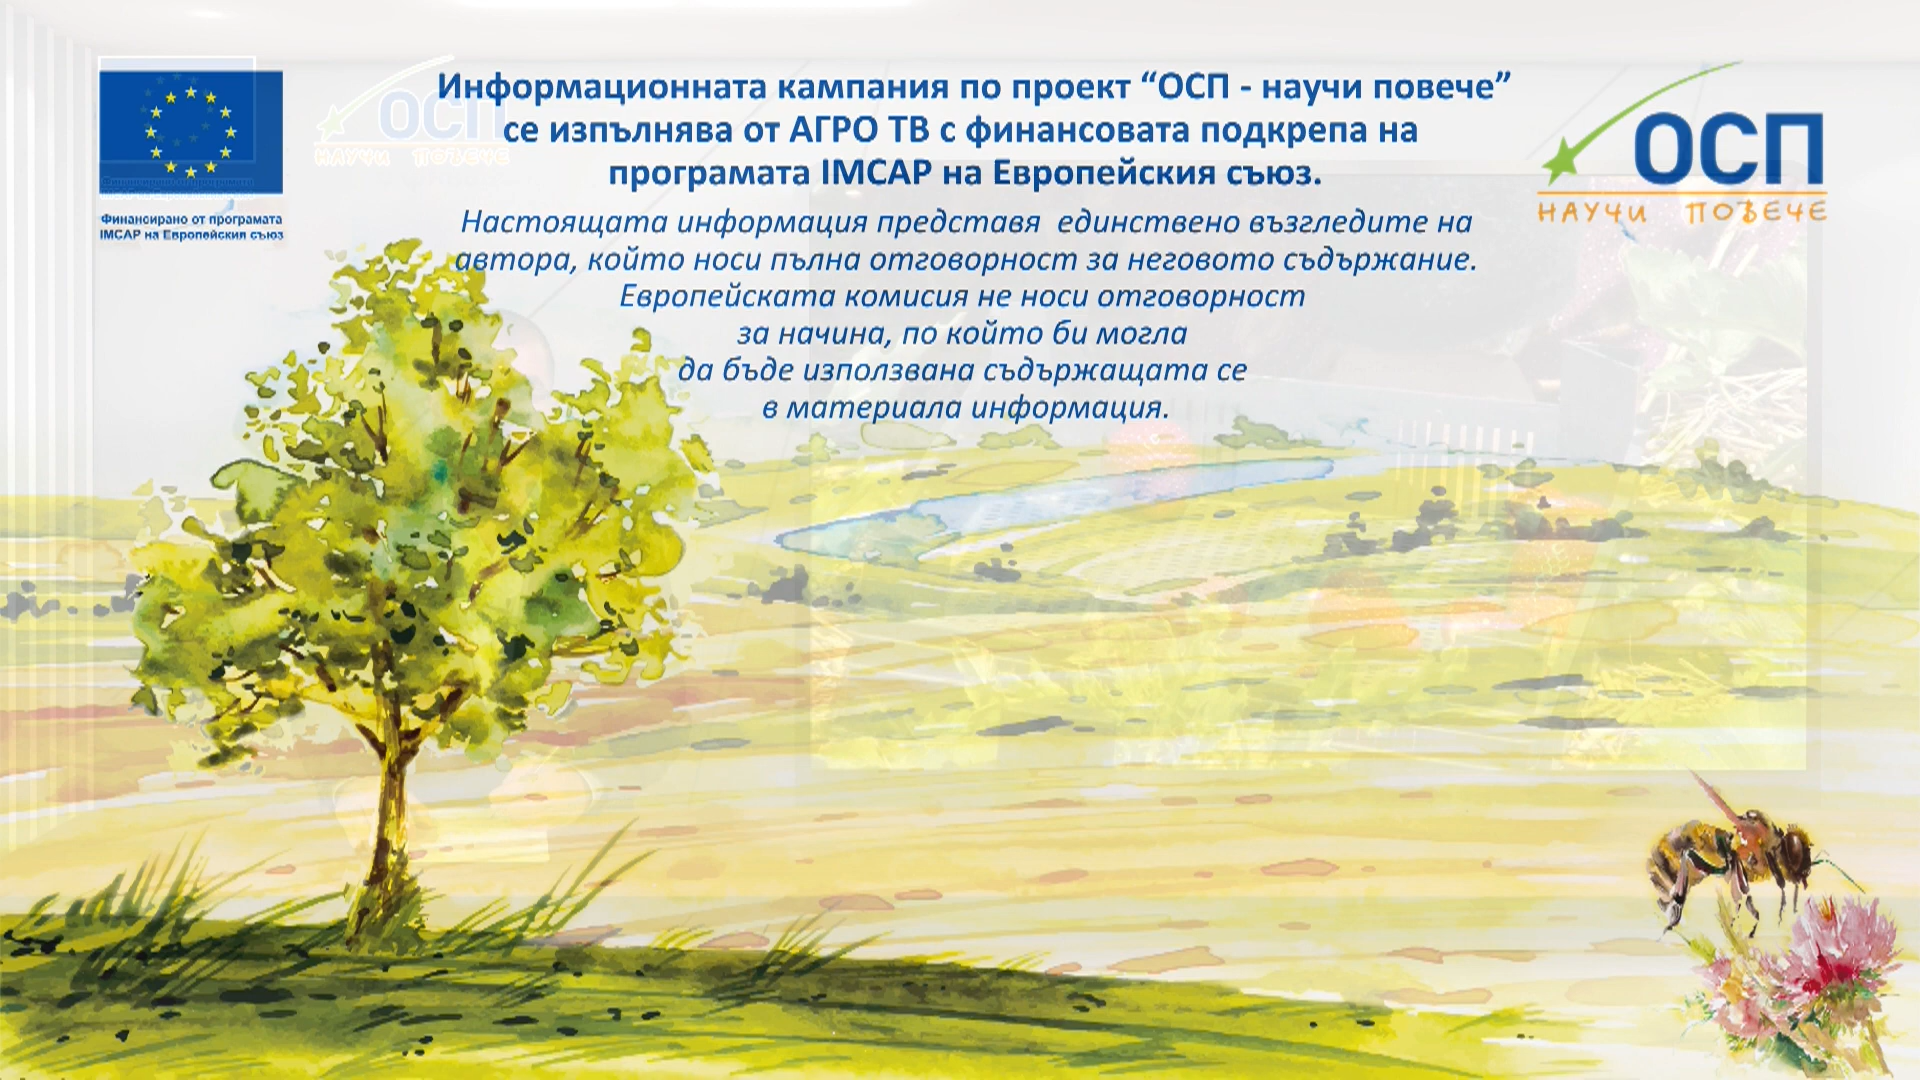 Информационната кампания по проект “ОСП - научи повече”
се изпълнява от АГРО ТВ с финансовата подкрепа на
програмата IMCAP на Европейския съюз.
Настоящата информация представя  единствено възгледите на
автора, който носи пълна отговорност за неговото съдържание.
Европейската комисия не носи отговорност
за начина, по който би могла
да бъде използвана съдържащата се
в материала информация.
Финансирано от програмата
IMCAP на Европейския съюз
ОСП
НАУЧИ ПОВЕЧЕ
ОСП
НАУЧИ ПОВЕЧЕ